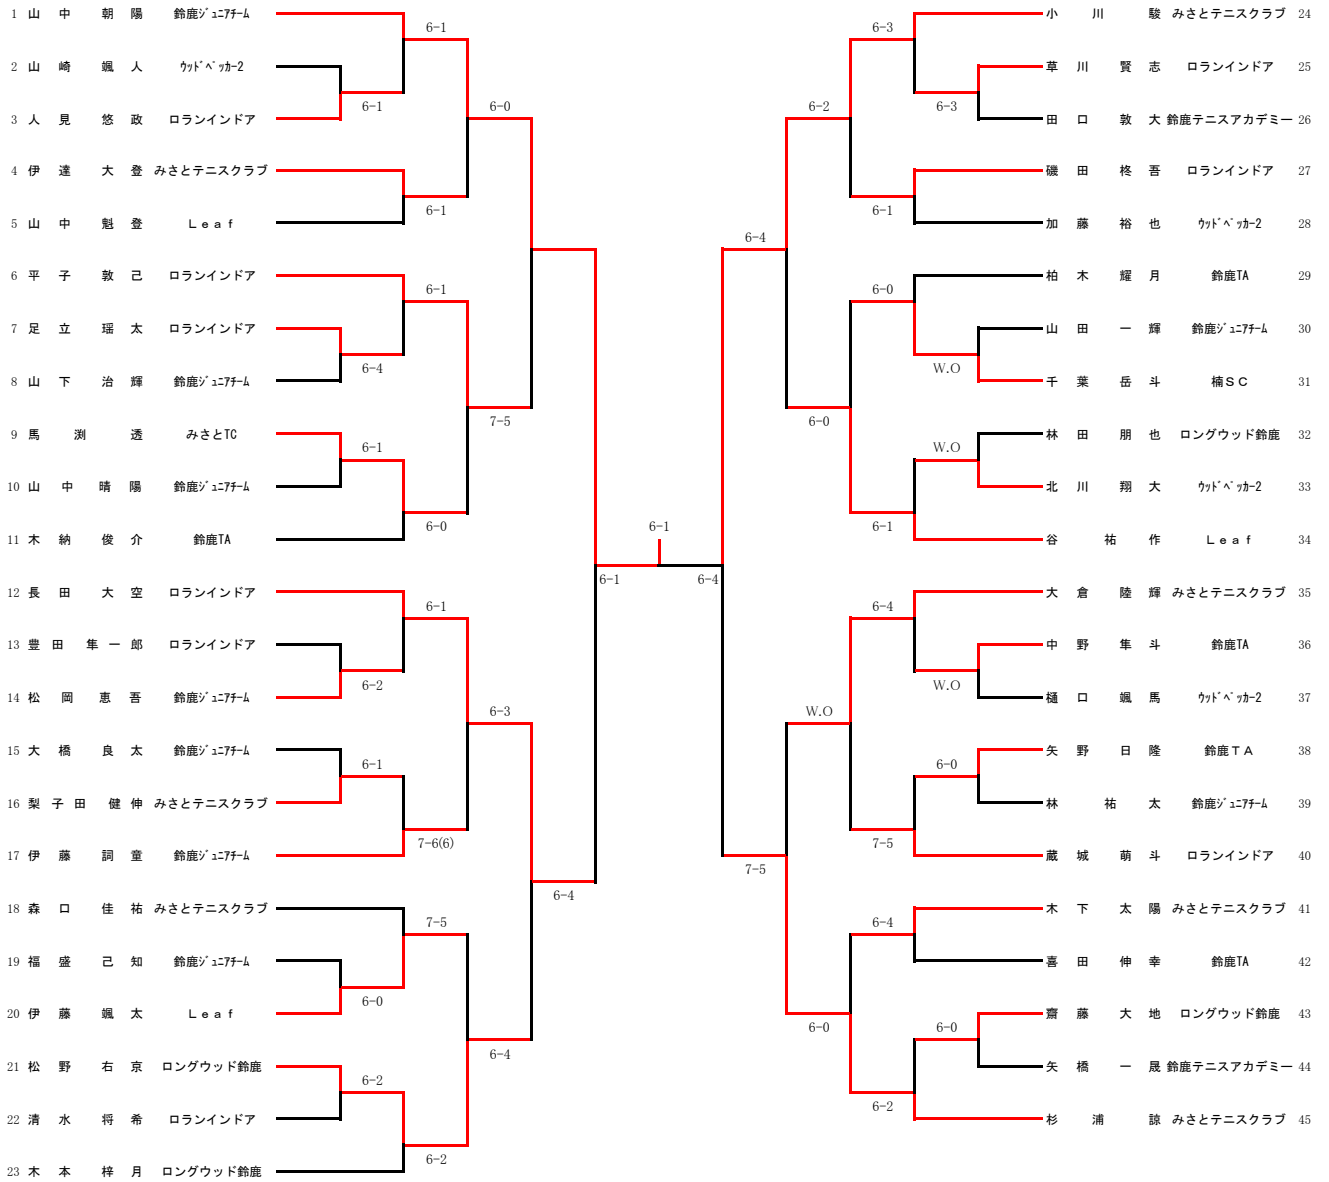 1 山 中 朝 陽 鈴鹿ジュニアチーム
2 山 崎 颯 人 ウッドペッカー2
3 人 見 悠 政 ロランインドア
4 伊 達 大 登 みさとテニスクラブ
5 山 中 魁 登 Ｌｅａｆ
6 平 子 敦 己 ロランインドア
7 足 立 瑶 太 ロランインドア
8 山 下 治 輝 鈴鹿ジュニアチーム
9 馬 渕 透 みさとTC
10 山 中 晴 陽 鈴鹿ジュニアチーム
11 木 納 俊 介 鈴鹿TA
12 長 田 大 空 ロランインドア
13 豊 田 隼 一 郎 ロランインドア
14 松 岡 恵 吾 鈴鹿ジュニアチーム
15 大 橋 良 太 鈴鹿ジュニアチーム
16 梨 子 田 健 伸 みさとテニスクラブ
17 伊 藤 詞 童 鈴鹿ジュニアチーム
18 森 口 佳 祐 みさとテニスクラブ
19 福 盛 己 知 鈴鹿ジュニアチーム
20 伊 藤 颯 太 Ｌｅａｆ
21 松 野 右 京 ロングウッド鈴鹿
22 清 水 将 希 ロランインドア
23 木 本 梓 月 ロングウッド鈴鹿
6-1
6-1
6-0
6-1
6-1
6-4
7-5
6-1
6-0
6-1
6-1
6-2
6-3
6-1
7-6(6)
6-4
7-5
6-0
6-4
6-2
6-2
6-1
6-4
6-3
6-2
6-3
6-1
6-4
6-0
W.O
6-0
W.O
6-1
6-4
W.O
W.O
6-0
7-5
7-5
6-4
6-0
6-0
6-2
小 川 駿 みさとテニスクラブ 24
草 川 賢 志 ロランインドア 25
田 口 敦 大 鈴鹿テニスアカデミー 26
磯 田 柊 吾 ロランインドア 27
加 藤 裕 也 ウッドペッカー2 28
柏 木 耀 月 鈴鹿TA 29
山 田 一 輝 鈴鹿ジュニアチーム 30
千 葉 岳 斗 楠ＳＣ 31
林 田 朋 也 ロングウッド鈴鹿 32
北 川 翔 大 ウッドペッカー2 33
谷 祐 作 Ｌｅａｆ 34
大 倉 陸 輝 みさとテニスクラブ 35
中 野 隼 斗 鈴鹿TA 36
樋 口 颯 馬 ウッドペッカー2 37
矢 野 日 隆 鈴鹿ＴＡ 38
林 祐 太 鈴鹿ジュニアチーム 39
蔵 城 萌 斗 ロランインドア 40
木 下 太 陽 みさとテニスクラブ 41
喜 田 伸 幸 鈴鹿TA 42
齋 藤 大 地 ロングウッド鈴鹿 43
矢 橋 一 晟 鈴鹿テニスアカデミー 44
杉 浦 諒 みさとテニスクラブ 45